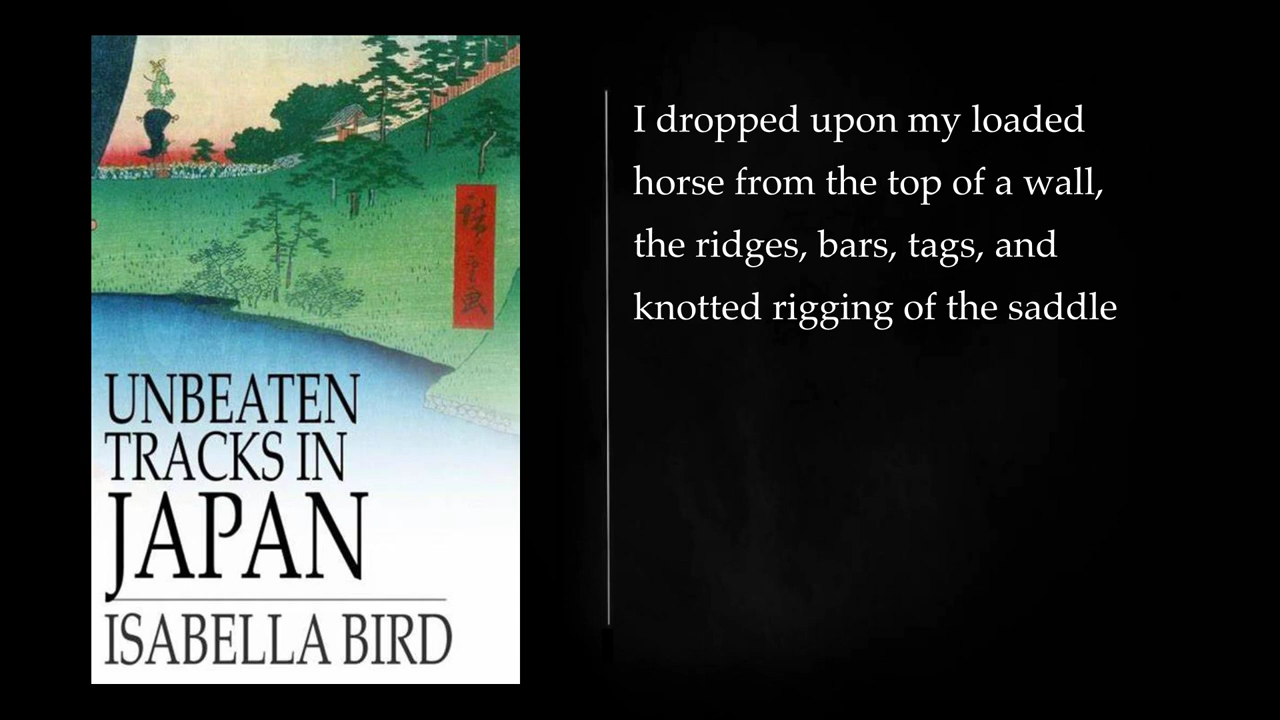 UNBEATEN
TRACKS IN
JAPAN
ISABELLA BIRD
I dropped upon my loaded
horse from the top of a wall,
the ridges, bars, tags, and
knotted rigging of the saddle